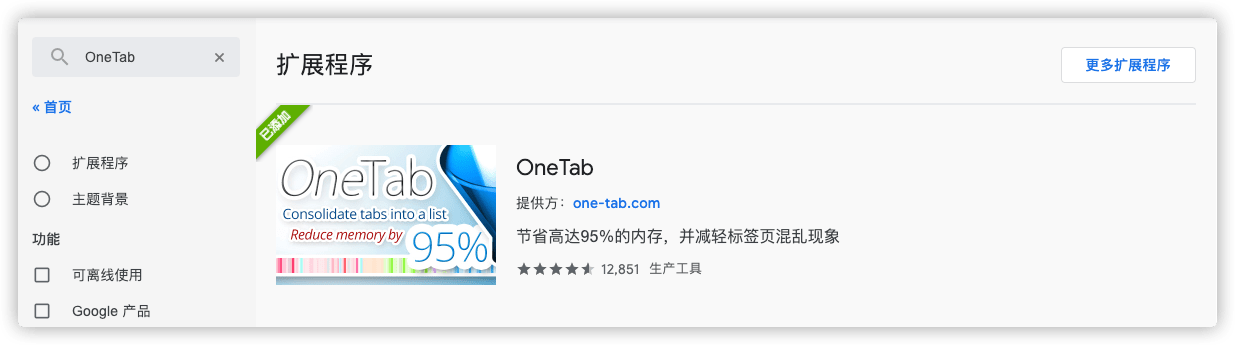 OneTab
« 首页
扩展程序
主题背景
功能
可离线使用
Google 产品
扩展程序
更多扩展程序
已添加
OneTab
Consolidate tabs into a list
Reduce memory by
95%
OneTab
提供方：one-tab.com
节省高达95%的内存，并减轻标签页混乱现象
12,851 生产工具